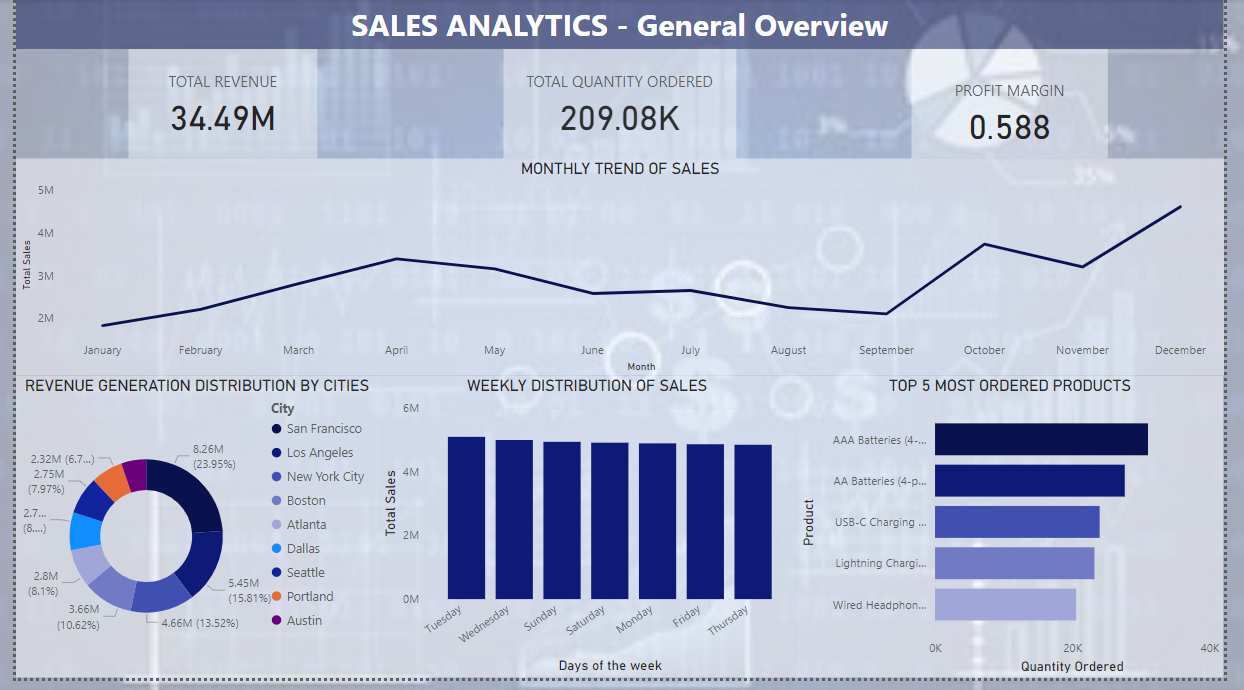 SALES ANALYTICS - General Overview
TOTAL REVENUE
34.49M
TOTAL QUANTITY ORDERED
209.08K
PROFIT MARGIN
0.588
3%
5%
35%
MONTHLY TREND OF SALES
5M
4M
3M
2M
Total Sales
January February March April May June July August September October November December
Month
REVENUE GENERATION DISTRIBUTION BY CITIES
8.26M
(23.95%)
5.45M
(15.81%)
4.66M (13.52%)
3.66M
(10.62%)
2.8M
(8.1%)
2.7...
(8....)
2.75M
(7.97%)
2.32M (6.7...)
City
San Francisco
Los Angeles
New York City
Boston
Atlanta
Dallas
Seattle
Portland
Austin
WEEKLY DISTRIBUTION OF SALES
6M
4M
2M
0M
Total Sales
Tuesday Wednesday Sunday Saturday Monday Friday Thursday
Days of the week
TOP 5 MOST ORDERED PRODUCTS
Product
AAA Batteries (4-...
AA Batteries (4-p...
USB-C Charging ...
Lightning Chargi...
Wired Headphon...
0K 20K 40K
Quantity Ordered